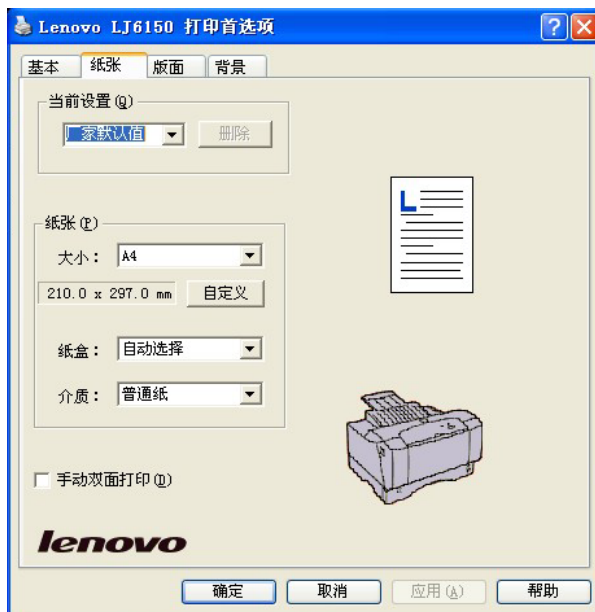 Lenovo LJ6150 打印首选项
基本 纸张 版面 背景
当前设置(Q)
厂家默认值 删除
L
纸张(P)
大小: A4
210.0 x 297.0 mm 自定义
纸盒: 自动选择
介质: 普通纸
手动双面打印(D)
lenovo
确定 取消 应用(A) 帮助